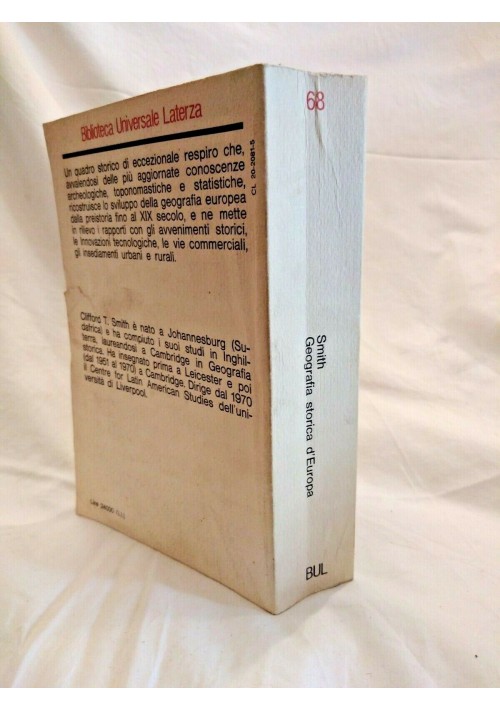 Biblioteca Universale Laterza
Un quadro storico di eccezionale respiro che,
avvalendosi delle più aggiornate conoscenze
archeologiche, toponomastiche e statistiche,
ricostruisce lo sviluppo della geografia europea
dalla preistoria fino al XIX secolo, e ne mette
in rilievo i rapporti con gli avvenimenti storici,
le innovazioni tecnologiche, le vie commerciali,
gli insediamenti urbani e rurali.
CL 20-2081-5
Clifford T. Smith è nato a Johannesburg (Su-
dafrica) e ha compiuto i suoi studi in Inghil-
terra, laureandosi a Cambridge in Geografia
storica. Ha insegnato prima a Leicester e poi
(dal 1951 al 1970) a Cambridge. Dirige dal 1970
il Centre for Latin American Studies dell'uni-
versità di Liverpool.
68
Smith
Geografia storica d'Europa
BUL